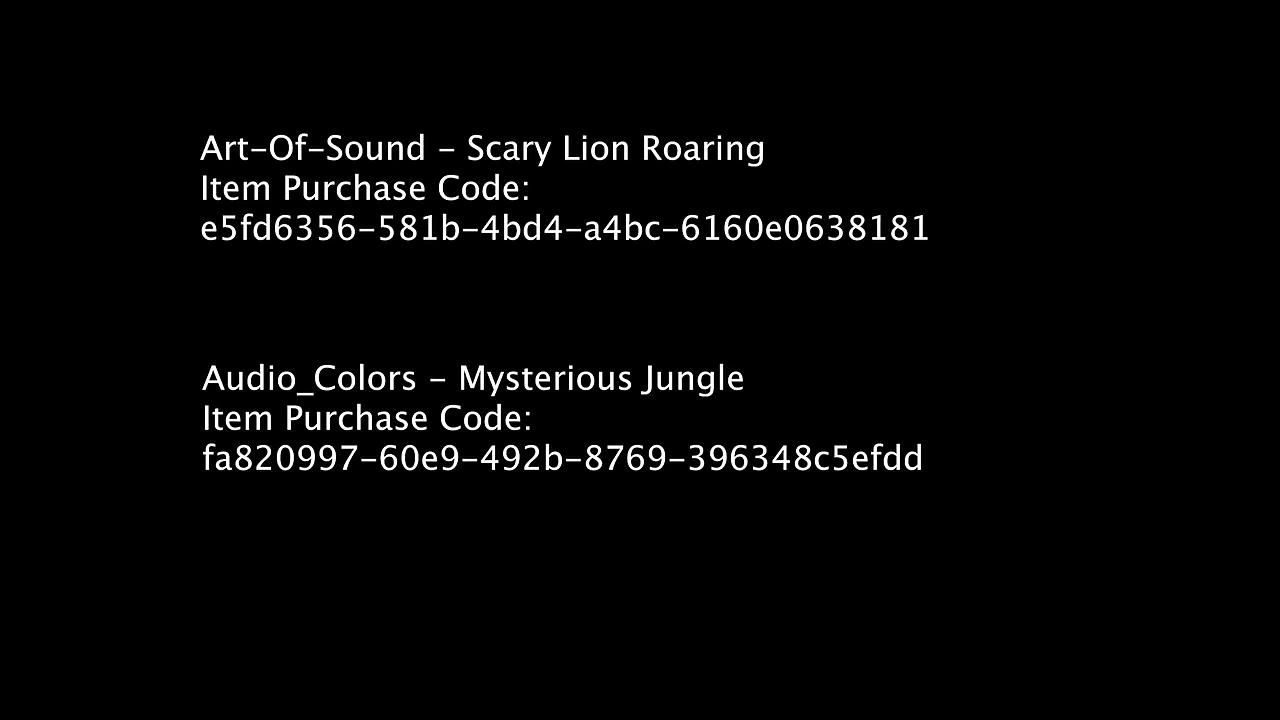 Art-Of-Sound - Scary Lion Roaring
Item Purchase Code:
e5fd6356-581b-4bd4-a4bc-6160e0638181
Audio_Colors - Mysterious Jungle
Item Purchase Code:
fa820997-60e9-492b-8769-396348c5efdd